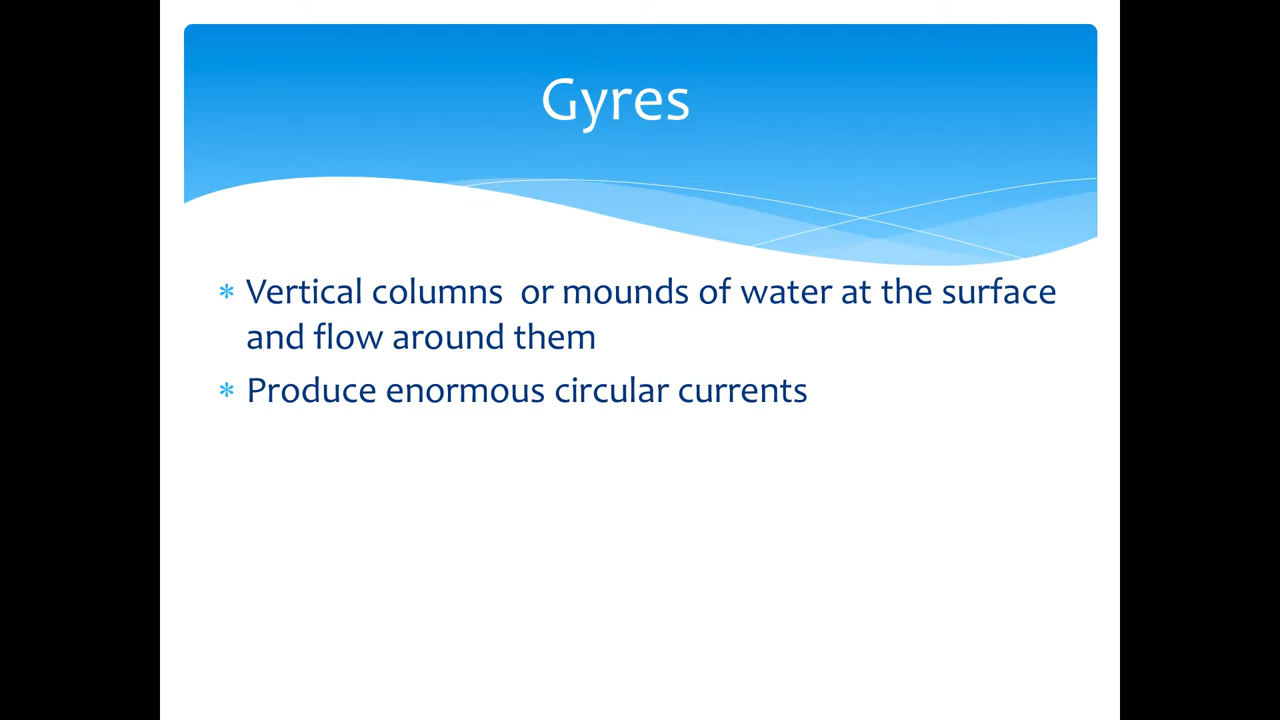 Gyres
* Vertical columns  or mounds of water at the surface
and flow around them
* Produce enormous circular currents